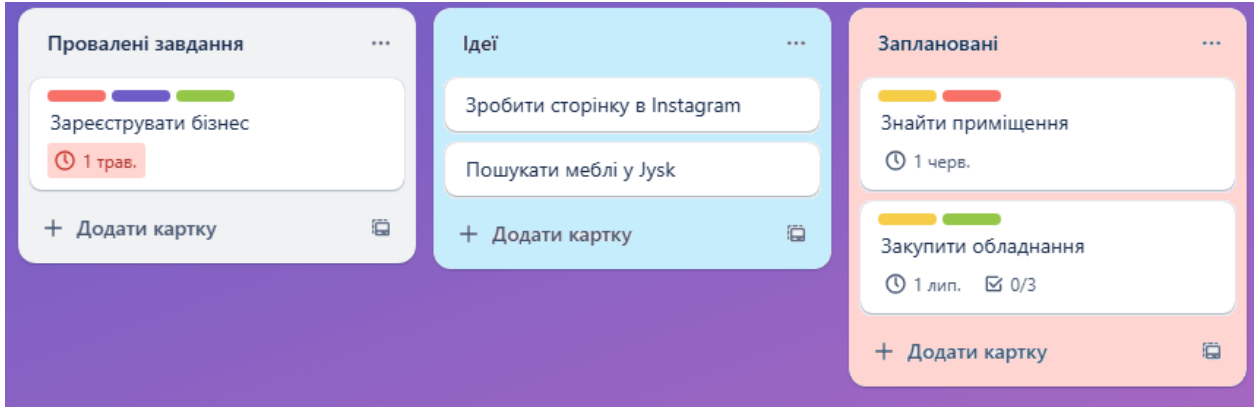 Провалені завдання
Зареєструвати бізнес
1 трав.
Додати картку
Ідеї
Зробити сторінку в Instagram
Пошукати меблі у Jysk
Додати картку
Заплановані
Знайти приміщення
1 черв.
Закупити обладнання
1 лип. 0/3
Додати картку